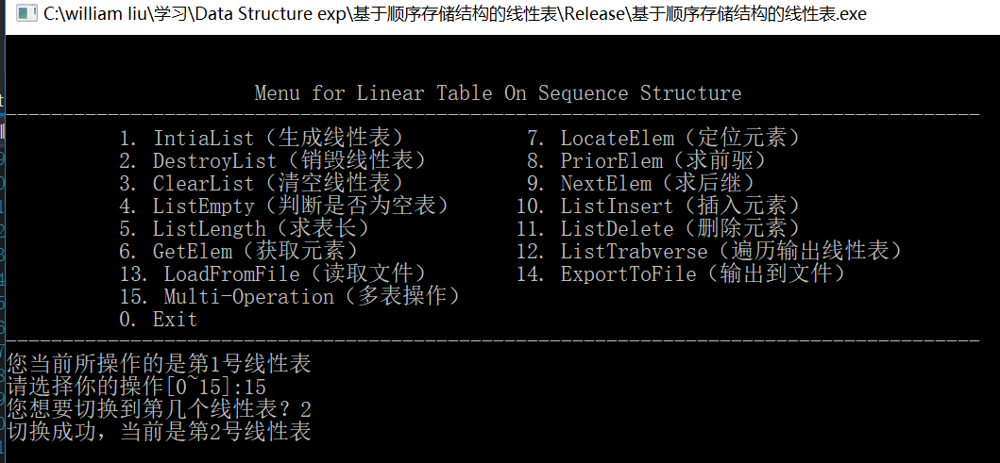 C:\william liu\学习\Data Structure exp\基于顺序存储结构的线性表\Release\基于顺序存储结构的线性表.exe
Menu for Linear Table On Sequence Structure
1. IntiaList（生成线性表） 7. LocateElem（定位元素）
2. DestroyList（销毁线性表） 8. PriorElem（求前驱）
3. ClearList（清空线性表） 9. NextElem（求后继）
4. ListEmpty（判断是否为空表） 10. ListInsert（插入元素）
5. ListLength（求表长） 11. ListDelete（删除元素）
6. GetElem（获取元素） 12. ListTrabverse（遍历输出线性表）
13. LoadFromFile（读取文件） 14. ExportToFile（输出到文件）
15. Multi-Operation（多表操作）
0. Exit
您当前所操作的是第1号线性表
请选择你的操作[0~15]:15
您想要切换到第几个线性表？2
切换成功，当前是第2号线性表